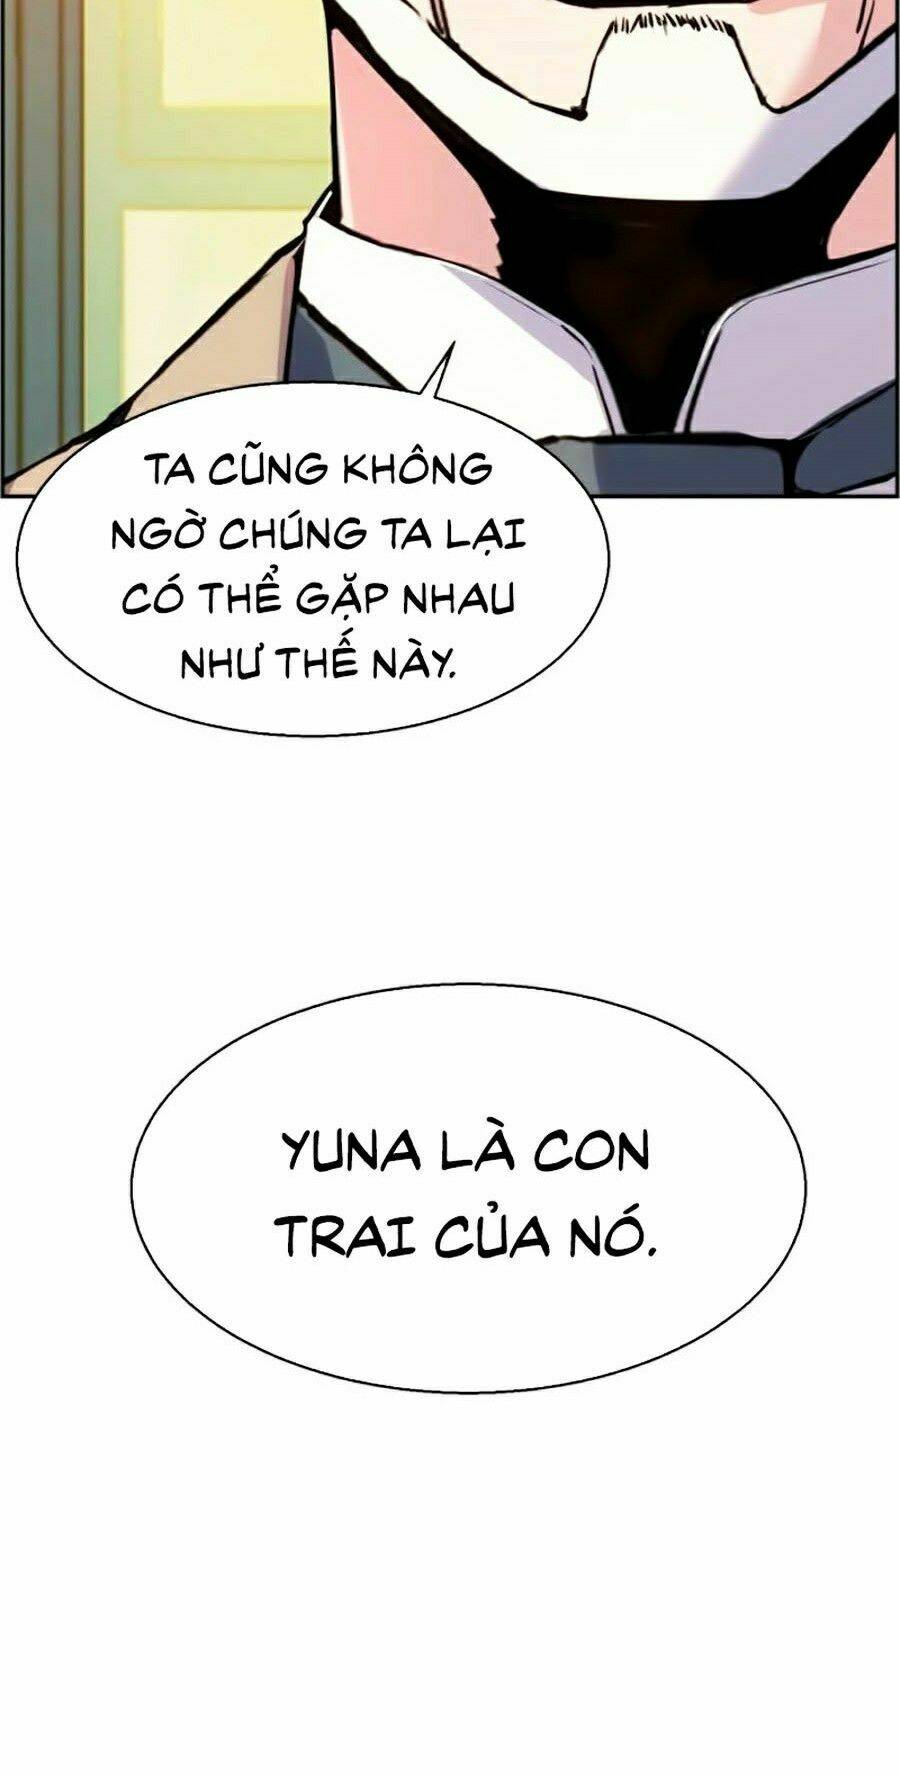 TA CŨNG KHÔNG
NGỜ CHÚNG TA LẠI
CÓ THỂ GẶP NHAU
NHƯ THẾ NÀY.
YUNA LÀ CON
TRAI CỦA NÓ.